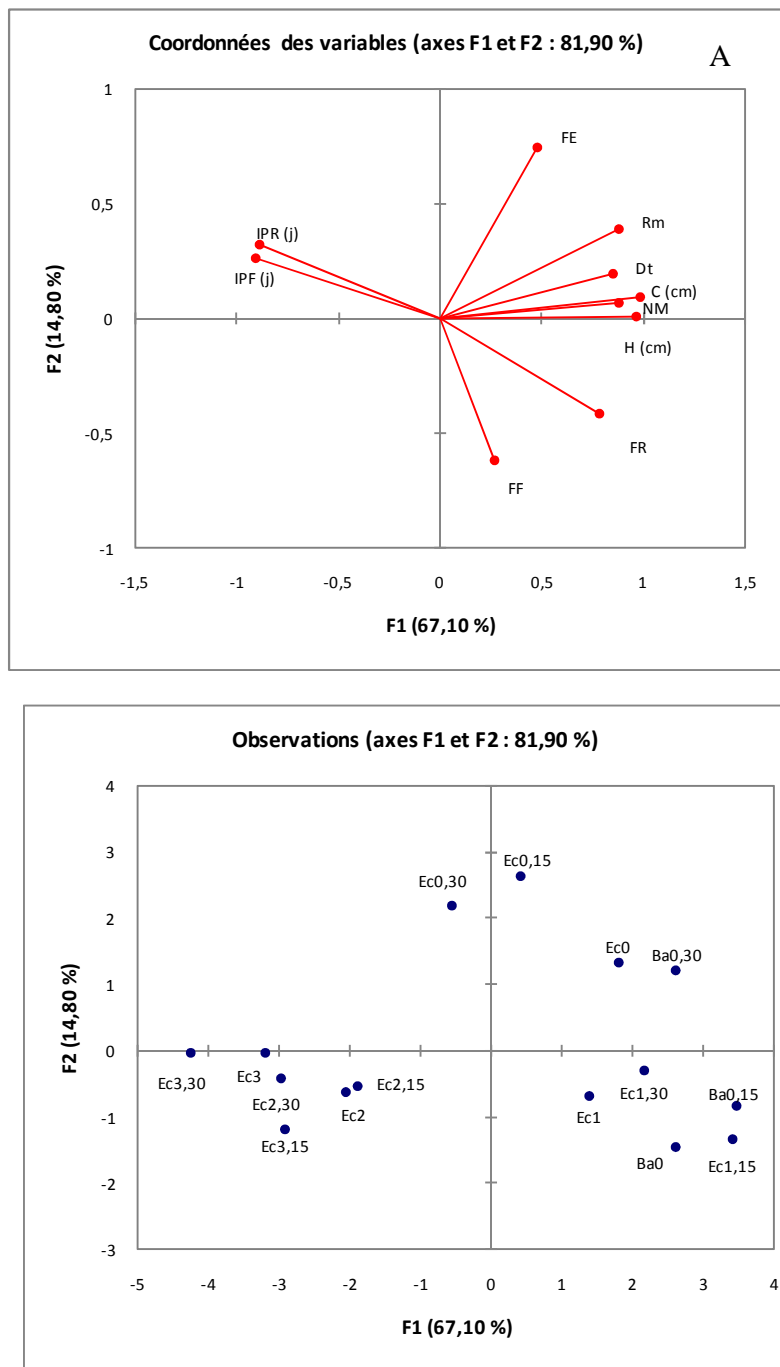 Coordonnées des variables (axes F1 et F2 : 81,90 %)
A
1
FE
0,5
Rm
IPR (j)
Dt
IPF (j)
C (cm)
NM
0
H (cm)
F2 (14,80 %)
-0,5
FR
FF
-1
-1,5 -1 -0,5 0 0,5 1 1,5
F1 (67,10 %)
Observations (axes F1 et F2 : 81,90 %)
4
3
Ec0,15
Ec0,30
2
Ec0 Ba0,30
1
F2 (14,80 %)
0
Ec3,30 Ec3 Ec2,15
Ec2,30 Ec2 Ec1 Ec1,30 Ba0,15
-1
Ec3,15
Ba0 Ec1,15
-2
-3
-5 -4 -3 -2 -1 0 1 2 3 4
F1 (67,10 %)